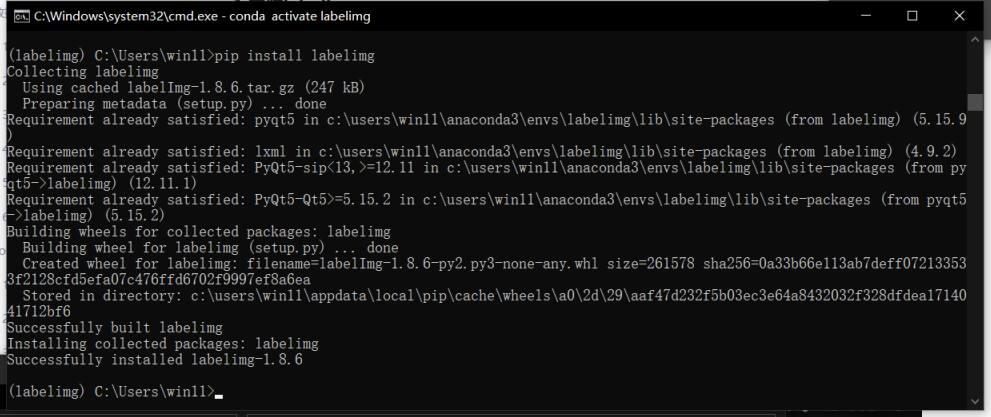 C:\Windows\system32\cmd.exe - conda activate labelimg
(labelimg) C:\Users\win11>pip install labelimg
Collecting labelimg
  Using cached labelImg-1.8.6.tar.gz (247 kB)
  Preparing metadata (setup.py) ... done
Requirement already satisfied: pyqt5 in c:\users\win11\anaconda3\envs\labelimg\lib\site-packages (from labelimg) (5.15.9
)
Requirement already satisfied: lxml in c:\users\win11\anaconda3\envs\labelimg\lib\site-packages (from labelimg) (4.9.2)
Requirement already satisfied: PyQt5-sip<13,>=12.11 in c:\users\win11\anaconda3\envs\labelimg\lib\site-packages (from py
qt5->labelimg) (12.11.1)
Requirement already satisfied: PyQt5-Qt5>=5.15.2 in c:\users\win11\anaconda3\envs\labelimg\lib\site-packages (from pyqt5
->labelimg) (5.15.2)
Building wheels for collected packages: labelimg
  Building wheel for labelimg (setup.py) ... done
  Created wheel for labelimg: filename=labelImg-1.8.6-py2.py3-none-any.whl size=261578 sha256=0a33b66e113ab7deff07213353
3f2128cfd5efa07c476ffd6702f9997ef8a6ea
  Stored in directory: c:\users\win11\appdata\local\pip\cache\wheels\a0\2d\29\aaf47d232f5b03ec3e64a8432032f328dfdea17140
41712bf6
Successfully built labelimg
Installing collected packages: labelimg
Successfully installed labelimg-1.8.6
(labelimg) C:\Users\win11>